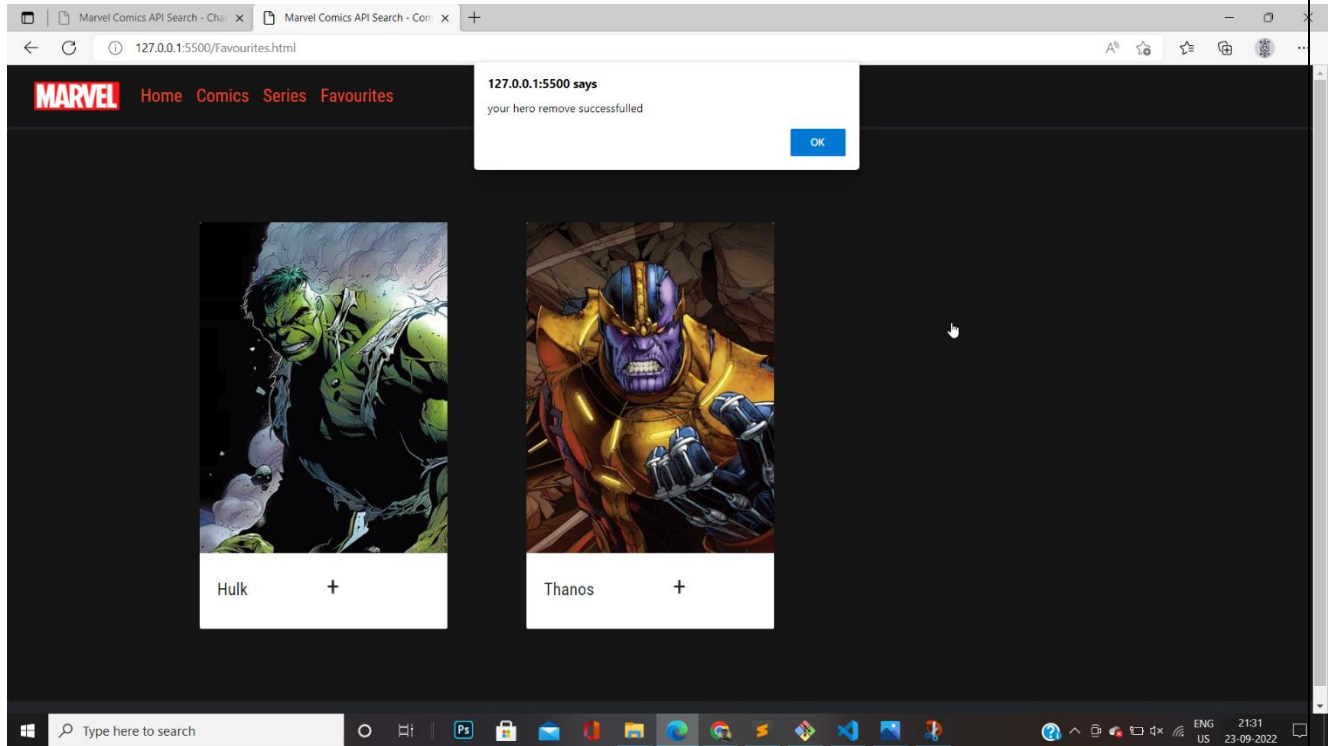 Marvel Comics API Search - Cha
Marvel Comics API Search - Com
127.0.0.1:5500/Favourites.html
MARVEL
Home Comics Series Favourites
127.0.0.1:5500 says
your hero remove successfulled
OK
Hulk +
Thanos +
Type here to search
Ps
ENG
US
21:31
23-09-2022